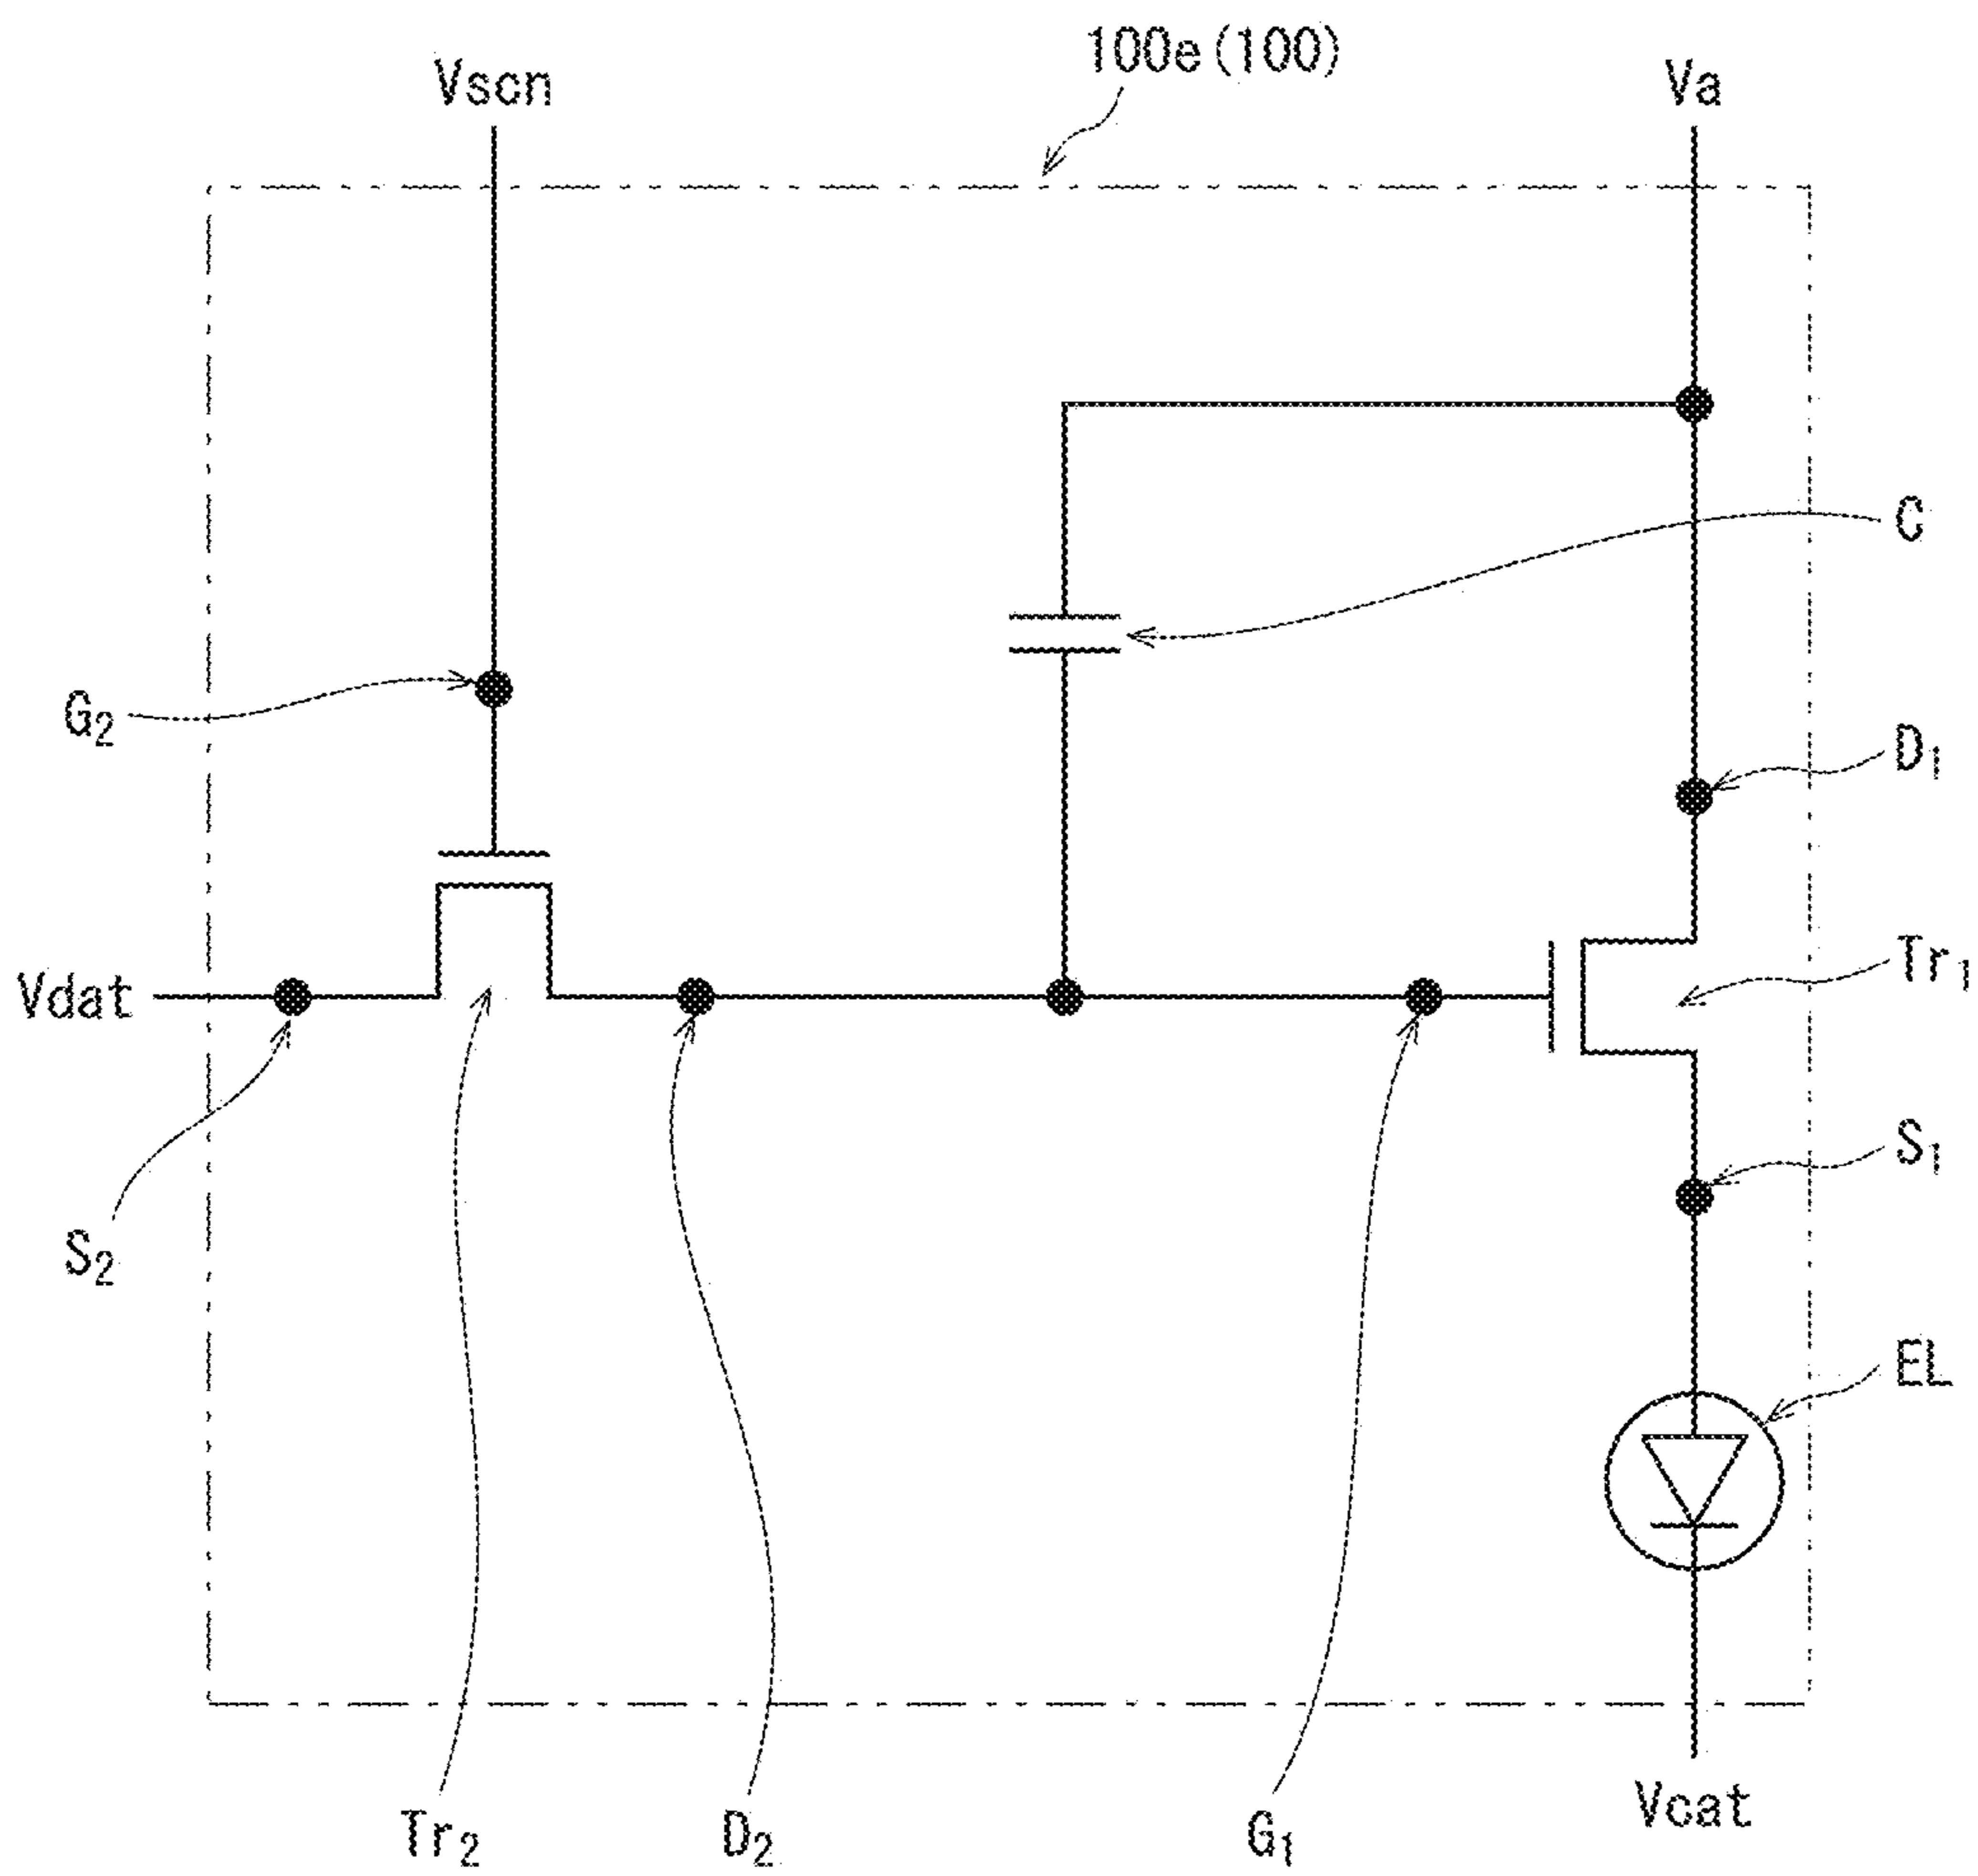 100e(100)
Vscn
Va
C
G2
D1
Tr1
Vdat
S1
S2
EL
Vcat
Tr2
D2
G1